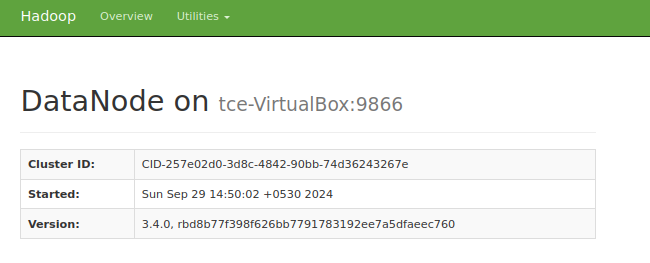 Hadoop Overview Utilities
DataNode on tce-VirtualBox:9866
Cluster ID: CID-257e02d0-3d8c-4842-90bb-74d36243267e
Started: Sun Sep 29 14:50:02 +0530 2024
Version: 3.4.0, rbd8b77f398f626bb7791783192ee7a5dfaeec760